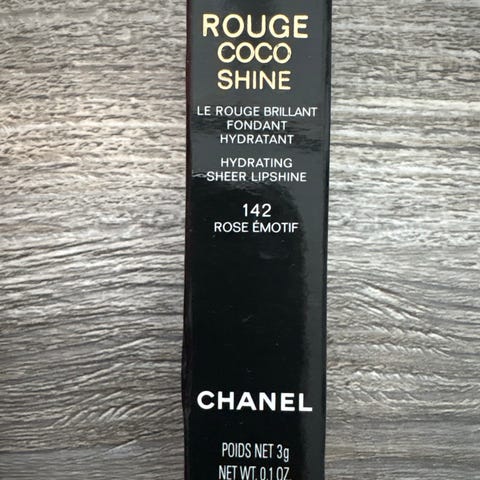 ROUGE
COCO
SHINE
LE ROUGE BRILLANT
FONDANT
HYDRATANT
HYDRATING
SHEER LIPSHINE
142
ROSE ÉMOTIF
CHANEL
POIDS NET 3g
NET WT. 0.1 OZ.